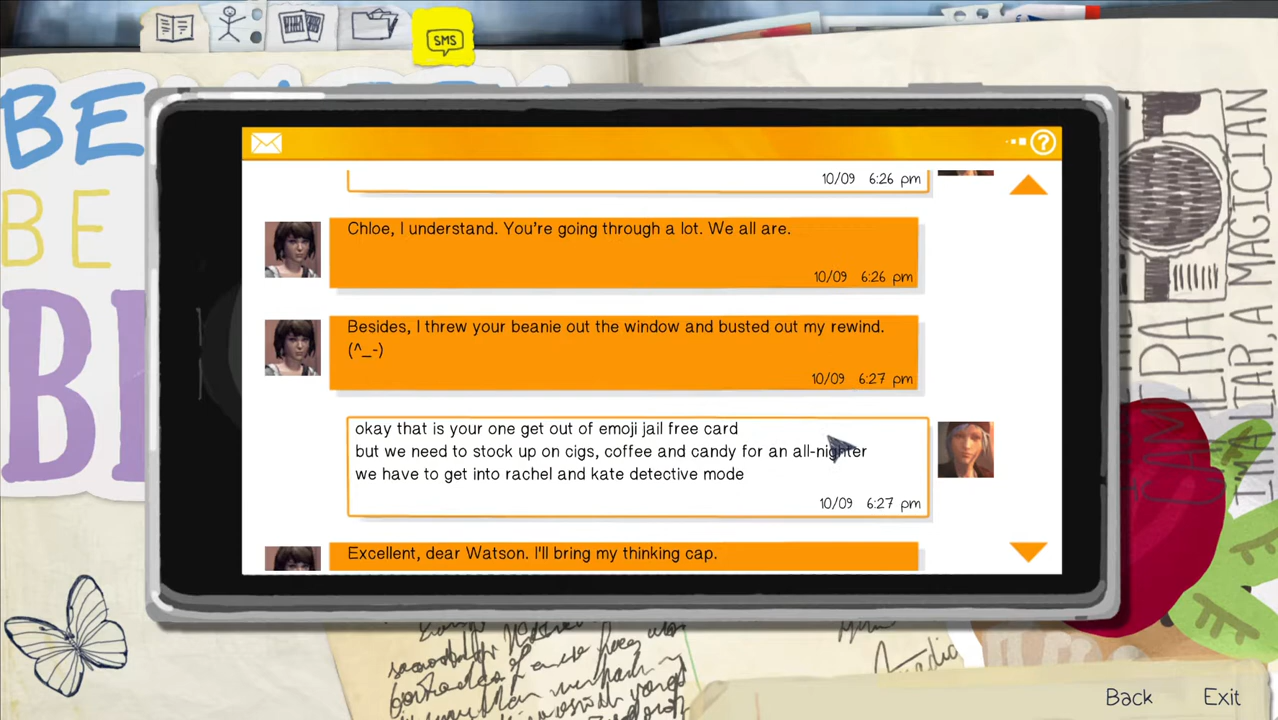 SMS
BE
BE
B
10/09 6:26 pm
Chloe, I understand. You're going through a lot. We all are.
10/09 6:26 pm
Besides, I threw your beanie out the window and busted out my rewind.
(^_-)
10/09 6:27 pm
okay that is your one get out of emoji jail free card
but we need to stock up on cigs, coffee and candy for an all-nighter
we have to get into rachel and kate detective mode
10/09 6:27 pm
Excellent, dear Watson. I'll bring my thinking cap.
CAMERA
I'M A LIAR, A MAGICIAN
Back Exit